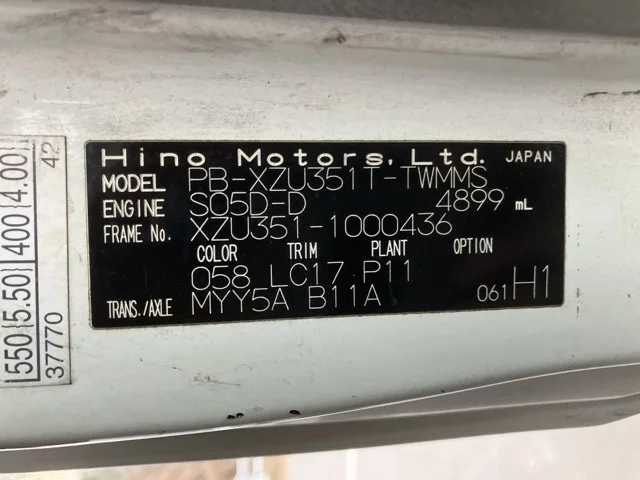 Hino Motors, Ltd. JAPAN
MODEL PB-XZU351T-TWMMS
ENGINE S05D-D 4899 mL
FRAME No. XZU351-1000436
COLOR TRIM PLANT OPTION
058 LC17 P11
TRANS./AXLE MYY5A B11A 061 H1
550 5.50 400 4.00
37770 42